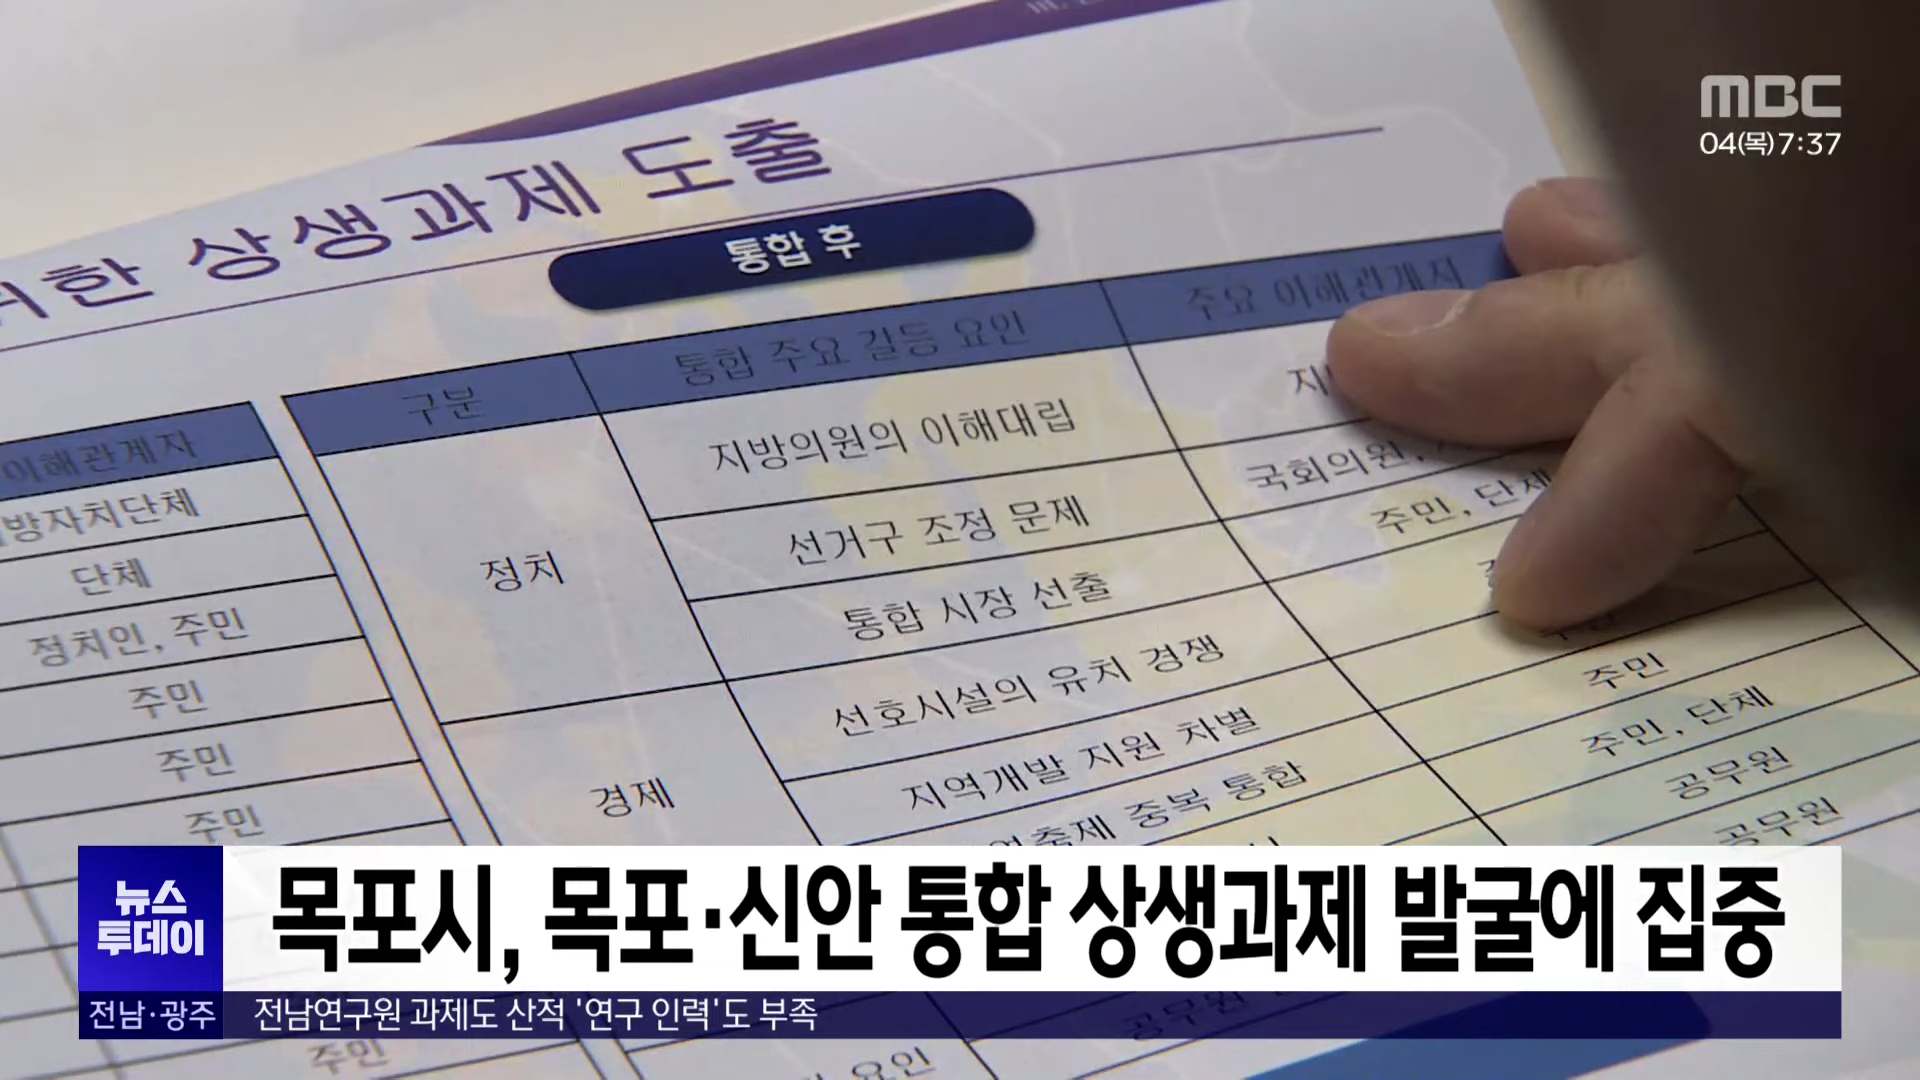 MBC
04(목) 7:37
위한 상생과제 도출
통합 후
구분 통합 주요 갈등 요인 주요 이해관계자
이해관계자
지방의원의 이해대립
방자치단체
국회의원,
선거구 조정 문제
주민, 단체
단체
정치
통합 시장 선출
정치인, 주민
선호시설의 유치 경쟁
주민
주민
지역개발 지원 차별
주민, 단체
주민
경제
중복 통합
공무원
주민
공무원
뉴스
투데이
목포시, 목포·신안 통합 상생과제 발굴에 집중
전남·광주
전남연구원 과제도 산적 '연구 인력'도 부족
공무원
주민
요인